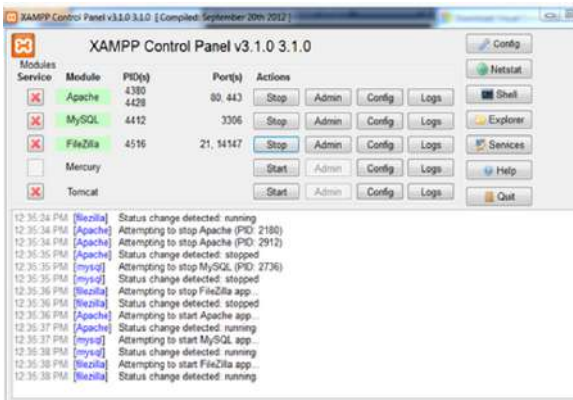 XAMPP Control Panel v3.1.0 3.1.0 [Compiled: September 20th 2012]
XAMPP Control Panel v3.1.0 3.1.0
Config
Modules
Service Module PID(s) Port(s) Actions
Netstat
Apache 4380 4428 80, 443 Stop Admin Config Logs
Shell
MySQL 4412 3306 Stop Admin Config Logs
Explorer
FileZilla 4516 21, 14147 Stop Admin Config Logs
Services
Mercury Start Admin Config Logs
Help
Tomcat Start Admin Config Logs
Quit
12:35:24 PM [filezilla] Status change detected: running
12:35:34 PM [Apache] Attempting to stop Apache (PID: 2180)
12:35:34 PM [Apache] Attempting to stop Apache (PID: 2912)
12:35:35 PM [Apache] Status change detected: stopped
12:35:35 PM [mysql] Attempting to stop MySQL (PID: 2736)
12:35:36 PM [mysql] Status change detected: stopped
12:35:36 PM [filezilla] Attempting to stop FileZilla app...
12:35:36 PM [filezilla] Status change detected: stopped
12:35:36 PM [Apache] Attempting to start Apache app...
12:35:37 PM [Apache] Status change detected: running
12:35:37 PM [mysql] Attempting to start MySQL app...
12:35:38 PM [mysql] Status change detected: running
12:35:38 PM [filezilla] Attempting to start FileZilla app...
12:35:38 PM [filezilla] Status change detected: running